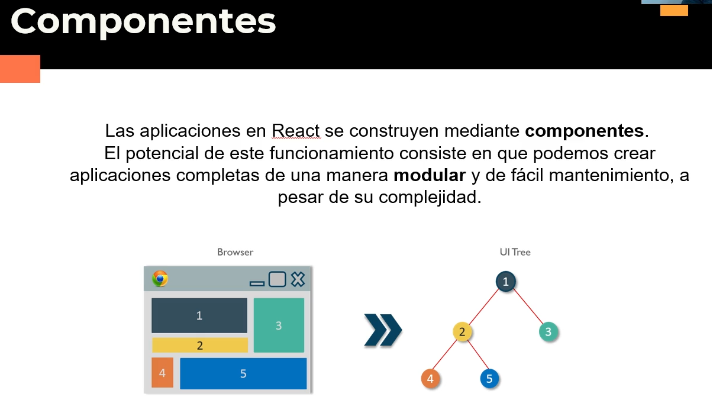 Componentes
Las aplicaciones en React se construyen mediante componentes.
El potencial de este funcionamiento consiste en que podemos crear
aplicaciones completas de una manera modular y de fácil mantenimiento, a
pesar de su complejidad.
Browser
1
2
3
4
5
UI Tree
1
2
3
4
5